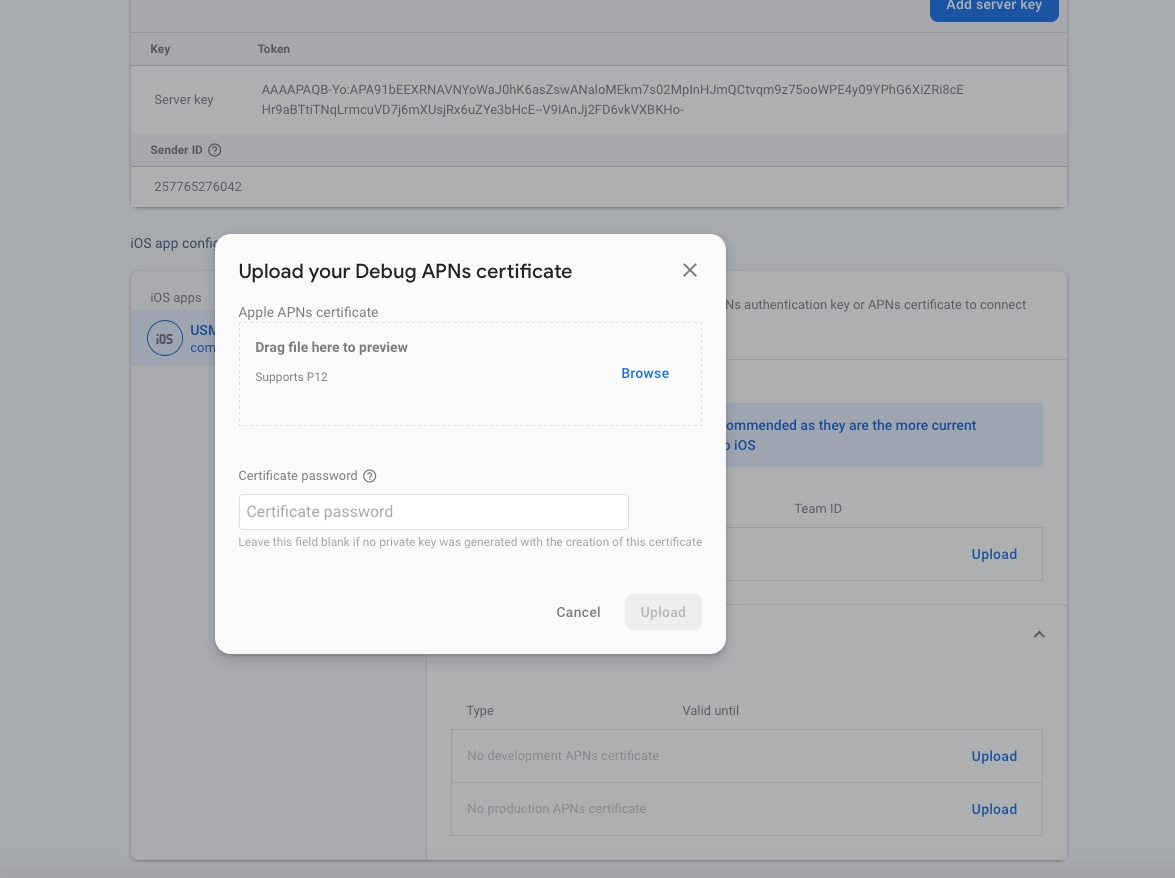 Add server key
Key Token
Server key
AAAAPAQB-Yo:APA91bEEXRNAVNYoWaJ0hK6asZswANaloMEkm7s02MpInHJmQCtvqm9z75ooWPE4y09YPhG6XiZRi8cE
Hr9aBTtiTNqLrmcuVD7j6mXUsjRx6uZYe3bHcE--V9IAnJj2FD6vkVXBKHo-
Sender ID
257765276042
iOS app config
Upload your Debug APNs certificate
Apple APNs certificate
Drag file here to preview
Supports P12
Browse
Certificate password
Certificate password
Leave this field blank if no private key was generated with the creation of this certificate
Cancel Upload
iOS apps
iOS
USM
com
Ns authentication key or APNs certificate to connect
ommended as they are the more current
o iOS
Team ID
Upload
Type Valid until
No development APNs certificate Upload
No production APNs certificate Upload